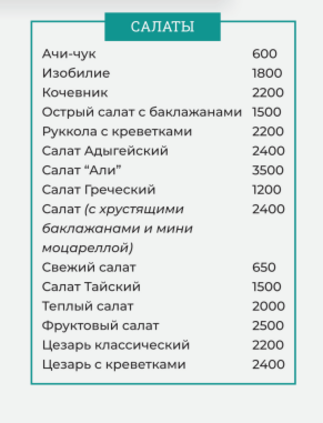 САЛАТЫ
Ачи-чук 600
Изобилие 1800
Кочевник 2200
Острый салат с баклажанами 1500
Руккола с креветками 2200
Салат Адыгейский 2400
Салат “Али” 3500
Салат Греческий 1200
Салат (с хрустящими 2400
баклажанами и мини
моцареллой)
Свежий салат 650
Салат Тайский 1500
Теплый салат 2000
Фруктовый салат 2500
Цезарь классический 2200
Цезарь с креветками 2400